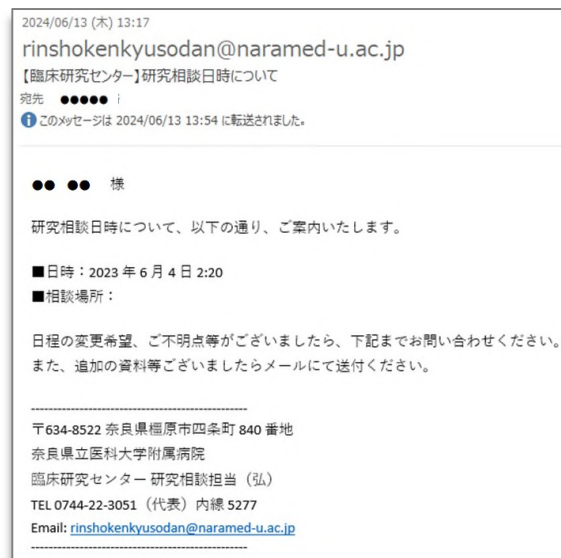 2024/06/13 (木) 13:17
rinshokenkyusodan@naramed-u.ac.jp
【臨床研究センター】研究相談日時について
宛先 ●●●●●
このメッセージは 2024/06/13 13:54 に転送されました。
●● ●● 様
研究相談日時について、以下の通り、ご案内いたします。
■日時：2023 年 6 月 4 日 2:20
■相談場所：
日程の変更希望、ご不明点等がございましたら、下記までお問い合わせください。
また、追加の資料等ございましたらメールにて送付ください。
------------------------------------------------
〒634-8522 奈良県橿原市四条町 840 番地
奈良県立医科大学附属病院
臨床研究センター 研究相談担当（弘）
TEL 0744-22-3051（代表）内線 5277
Email: rinshokenkyusodan@naramed-u.ac.jp
------------------------------------------------